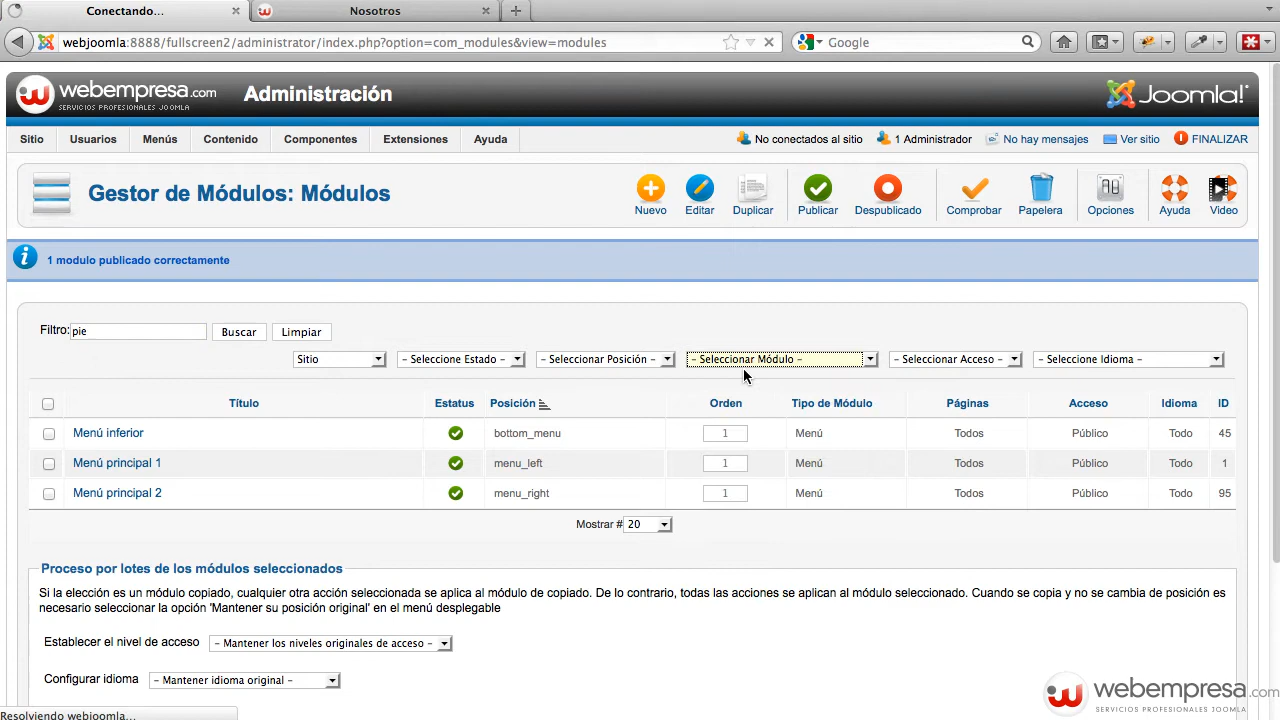 Conectando...
Nosotros
webjoomla:8888/fullscreen2/administrator/index.php?option=com_modules&view=modules
Google
webempresa.com
SERVICIOS PROFESIONALES JOOMLA
Administración
Joomla!
Sitio Usuarios Menús Contenido Componentes Extensiones Ayuda
No conectados al sitio 1 Administrador No hay mensajes Ver sitio FINALIZAR
Gestor de Módulos: Módulos
Nuevo Editar Duplicar Publicar Despublicado Comprobar Papelera Opciones Ayuda Video
1 modulo publicado correctamente
Filtro: pie Buscar Limpiar
Sitio - Seleccione Estado - - Seleccionar Posición - - Seleccionar Módulo - - Seleccionar Acceso - - Seleccione Idioma -
Título Estatus Posición Orden Tipo de Módulo Páginas Acceso Idioma ID
Menú inferior bottom_menu 1 Menú Todos Público Todo 45
Menú principal 1 menu_left 1 Menú Todos Público Todo 1
Menú principal 2 menu_right 1 Menú Todos Público Todo 95
Mostrar # 20
Proceso por lotes de los módulos seleccionados
Si la elección es un módulo copiado, cualquier otra acción seleccionada se aplica al módulo de copiado. De lo contrario, todas las acciones se aplican al módulo seleccionado. Cuando se copia y no se cambia de posición es
necesario seleccionar la opción 'Mantener su posición original' en el menú desplegable
Establecer el nivel de acceso - Mantener los niveles originales de acceso -
Configurar idioma - Mantener idioma original -
webempresa.com
SERVICIOS PROFESIONALES JOOMLA
Resolviendo webjoomla...